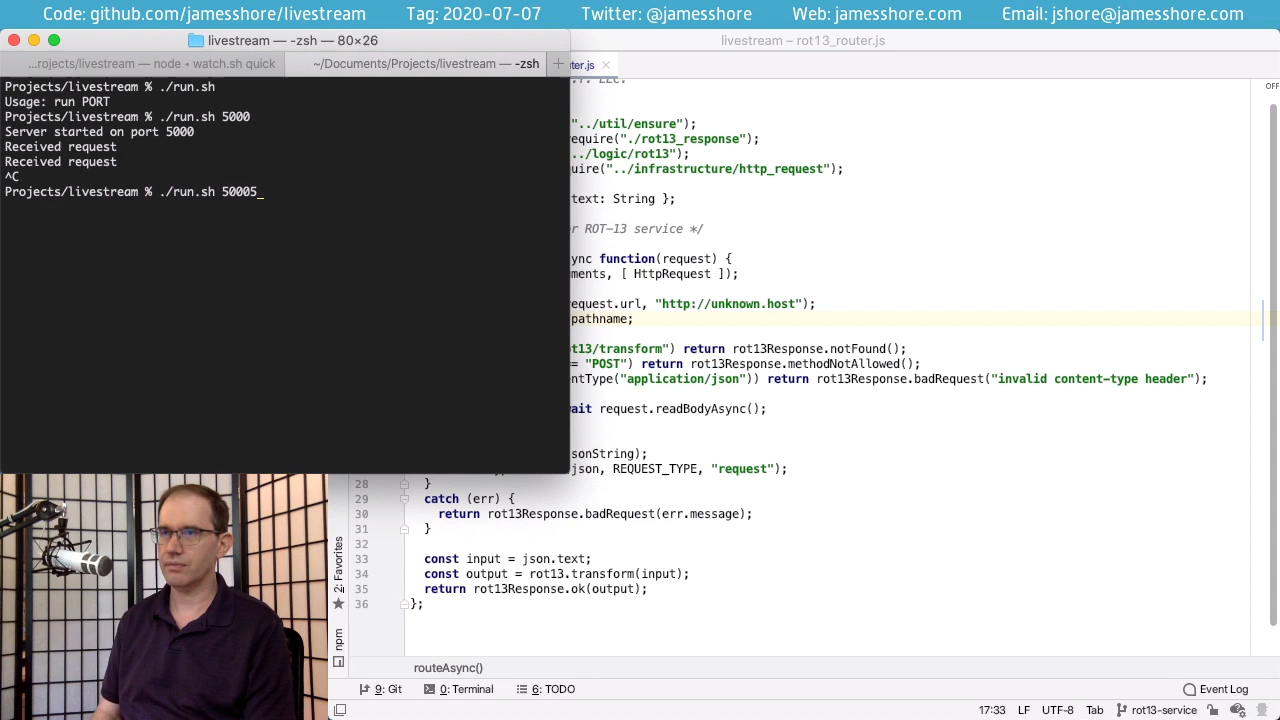 Code: github.com/jamesshore/livestream Tag: 2020-07-07 Twitter: @jamesshore Web: jamesshore.com Email: jshore@jamesshore.com
livestream — -zsh — 80×26
livestream – rot13_router.js
...rojects/livestream — node ◂ watch.sh quick
~/Documents/Projects/livestream — -zsh
+
ter.js ×
OFF
Projects/livestream % ./run.sh
Usage: run PORT
Projects/livestream % ./run.sh 5000
Server started on port 5000
Received request
Received request
^C
Projects/livestream % ./run.sh 50005_
LLC.
"../util/ensure");
equire("./rot13_response");
../logic/rot13");
uire("../infrastructure/http_request");
text: String };
or ROT-13 service */
ync function(request) {
ments, [ HttpRequest ]);
request.url, "http://unknown.host");
pathname;
ot13/transform") return rot13Response.notFound();
== "POST") return rot13Response.methodNotAllowed();
entType("application/json")) return rot13Response.badRequest("invalid content-type header");
wait request.readBodyAsync();
sonString);
json, REQUEST_TYPE, "request");
28 }
29 catch (err) {
30 return rot13Response.badRequest(err.message);
31 }
32
33 const input = json.text;
34 const output = rot13.transform(input);
35 return rot13Response.ok(output);
36 };
2: Favorites
npm
routeAsync()
9: Git 0: Terminal 6: TODO Event Log
17:33 LF UTF-8 Tab rot13-service